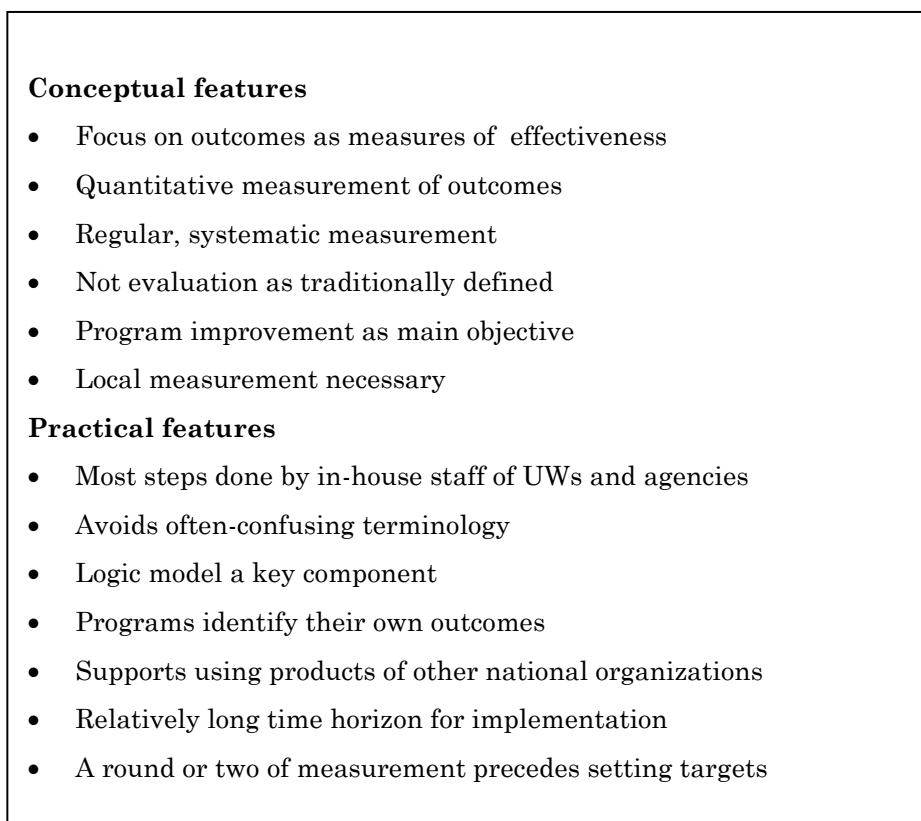 Conceptual features
• Focus on outcomes as measures of effectiveness
• Quantitative measurement of outcomes
• Regular, systematic measurement
• Not evaluation as traditionally defined
• Program improvement as main objective
• Local measurement necessary
Practical features
• Most steps done by in-house staff of UWs and agencies
• Avoids often-confusing terminology
• Logic model a key component
• Programs identify their own outcomes
• Supports using products of other national organizations
• Relatively long time horizon for implementation
• A round or two of measurement precedes setting targets